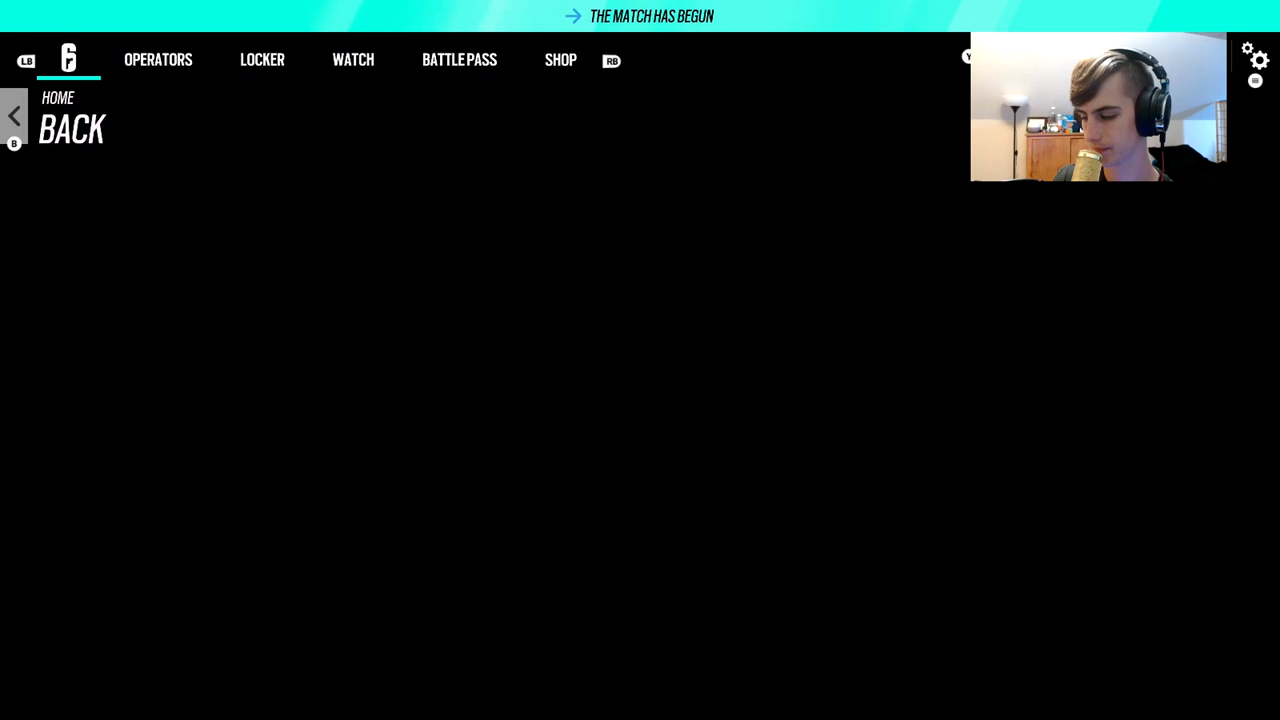 THE MATCH HAS BEGUN
LB OPERATORS LOCKER WATCH BATTLE PASS SHOP RB Y
HOME
BACK
B